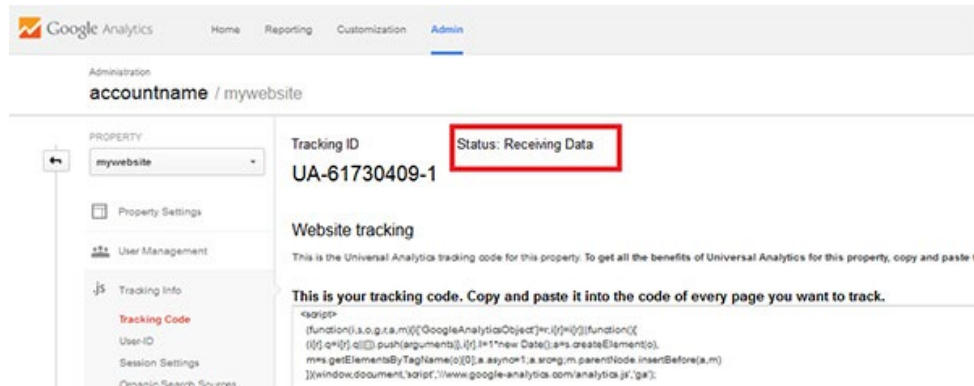 Google Analytics Home Reporting Customization Admin
Administration
accountname / mywebsite
PROPERTY
mywebsite
Property Settings
User Management
.js Tracking Info
Tracking Code
User-ID
Session Settings
Organic Search Sources
Tracking ID
Status: Receiving Data
UA-61730409-1
Website tracking
This is the Universal Analytics tracking code for this property. To get all the benefits of Universal Analytics for this property, copy and paste
This is your tracking code. Copy and paste it into the code of every page you want to track.
<script>
(function(i,s,o,g,r,a,m){i['GoogleAnalyticsObject']=r;i[r]=i[r]||function(){
(i[r].q=i[r].q||[]).push(arguments)},i[r].l=1*new Date();a=s.createElement(o),
m=s.getElementsByTagName(o)[0];a.async=1;a.src=g;m.parentNode.insertBefore(a,m)
})(window,document,'script','//www.google-analytics.com/analytics.js','ga');